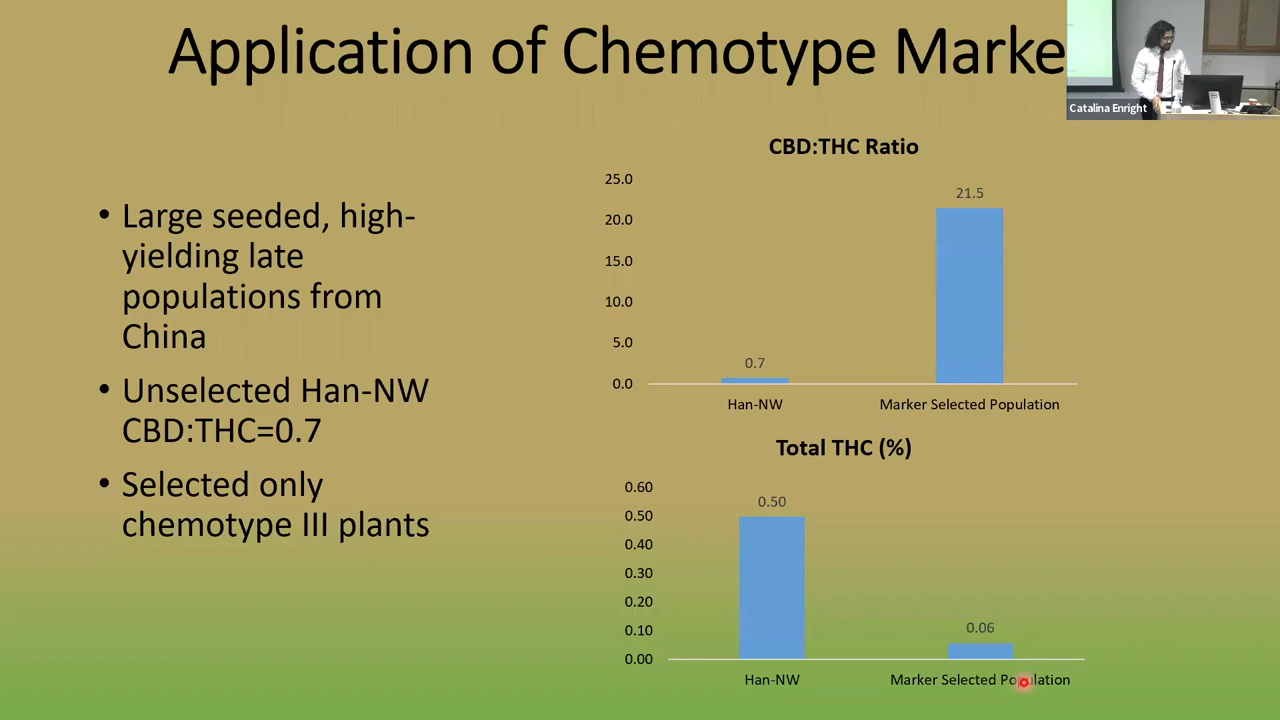 Application of Chemotype Marke
Catalina Enright
• Large seeded, high-
yielding late
populations from
China
• Unselected Han-NW
CBD:THC=0.7
• Selected only
chemotype III plants
CBD:THC Ratio
25.0
20.0
15.0
10.0
5.0
0.0
0.7
21.5
Han-NW
Marker Selected Population
Total THC (%)
0.60
0.50
0.40
0.30
0.20
0.10
0.00
0.50
0.06
Han-NW
Marker Selected Population